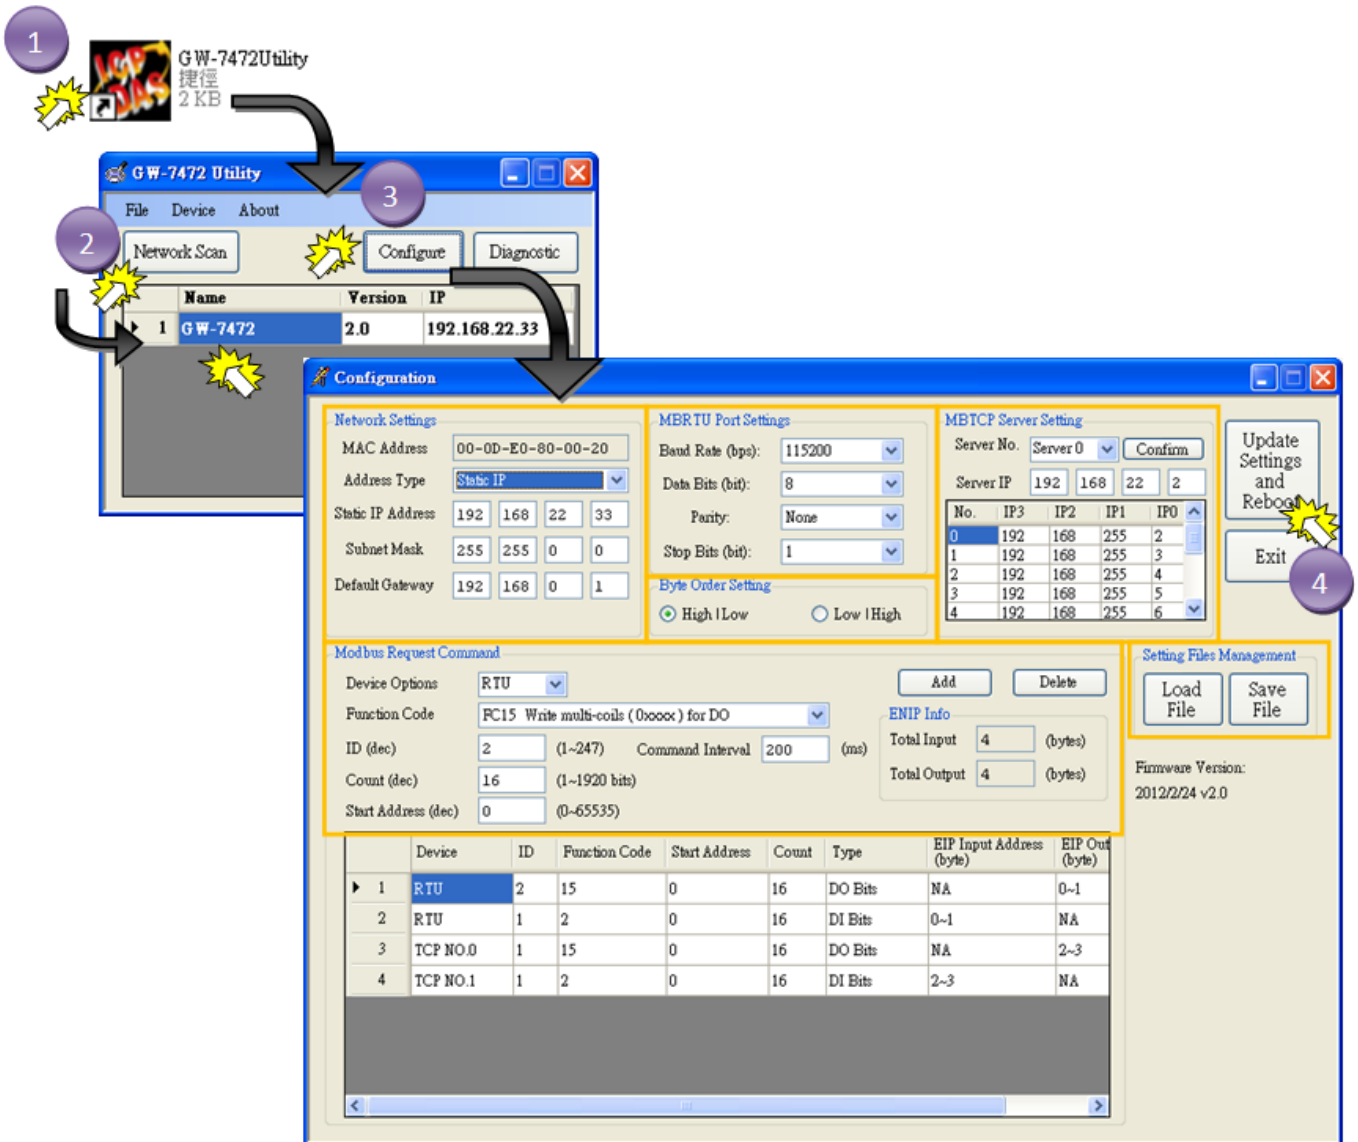 1
ICP DAS
GW-7472Utility
捷徑
2 KB
GW-7472 Utility
3
File Device About
2
Network Scan Configure Diagnostic
Name Version IP
1 GW-7472 2.0 192.168.22.33
Configuration
Network Settings
MAC Address 00-0D-E0-80-00-20
Address Type Static IP
Static IP Address 192 168 22 33
Subnet Mask 255 255 0 0
Default Gateway 192 168 0 1
MBRTU Port Settings
Baud Rate (bps): 115200
Data Bits (bit): 8
Parity: None
Stop Bits (bit): 1
Byte Order Setting
High | Low Low | High
MBTCP Server Setting
Server No. Server 0 Confirm
Server IP 192 168 22 2
No. IP3 IP2 IP1 IP0
0 192 168 255 2
1 192 168 255 3
2 192 168 255 4
3 192 168 255 5
4 192 168 255 6
Update
Settings
and
Reboot
Exit
4
Modbus Request Command
Device Options RTU Add Delete
Function Code FC15 Write multi-coils ( 0xxxx ) for DO
ID (dec) 2 (1~247) Command Interval 200 (ms)
Count (dec) 16 (1~1920 bits)
Start Address (dec) 0 (0~65535)
ENIP Info
Total Input 4 (bytes)
Total Output 4 (bytes)
Setting Files Management
Load File Save File
Firmware Version:
2012/2/24 v2.0
Device ID Function Code Start Address Count Type EIP Input Address (byte) EIP Out (byte)
1 RTU 2 15 0 16 DO Bits NA 0~1
2 RTU 1 2 0 16 DI Bits 0~1 NA
3 TCP NO.0 1 15 0 16 DO Bits NA 2~3
4 TCP NO.1 1 2 0 16 DI Bits 2~3 NA